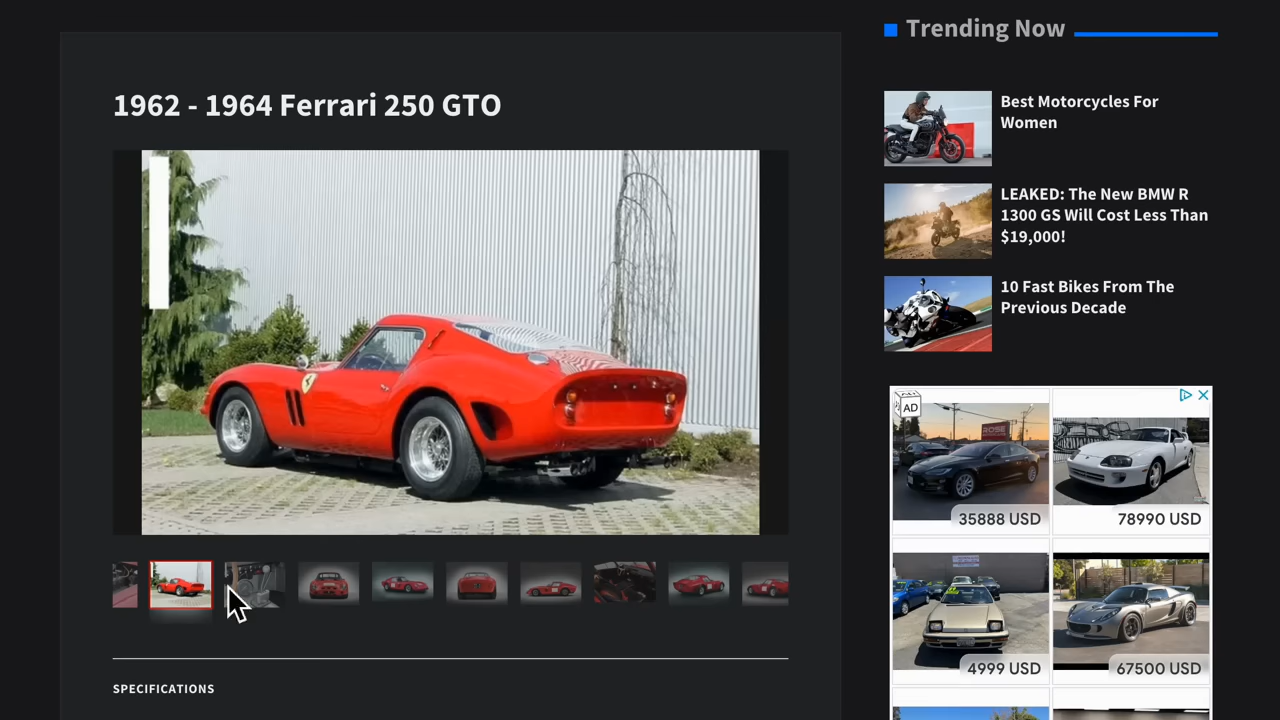 Trending Now
1962 - 1964 Ferrari 250 GTO
Best Motorcycles For
Women
LEAKED: The New BMW R
1300 GS Will Cost Less Than
$19,000!
10 Fast Bikes From The
Previous Decade
AD
ROSE
35888 USD
78990 USD
4999 USD
67500 USD
SPECIFICATIONS